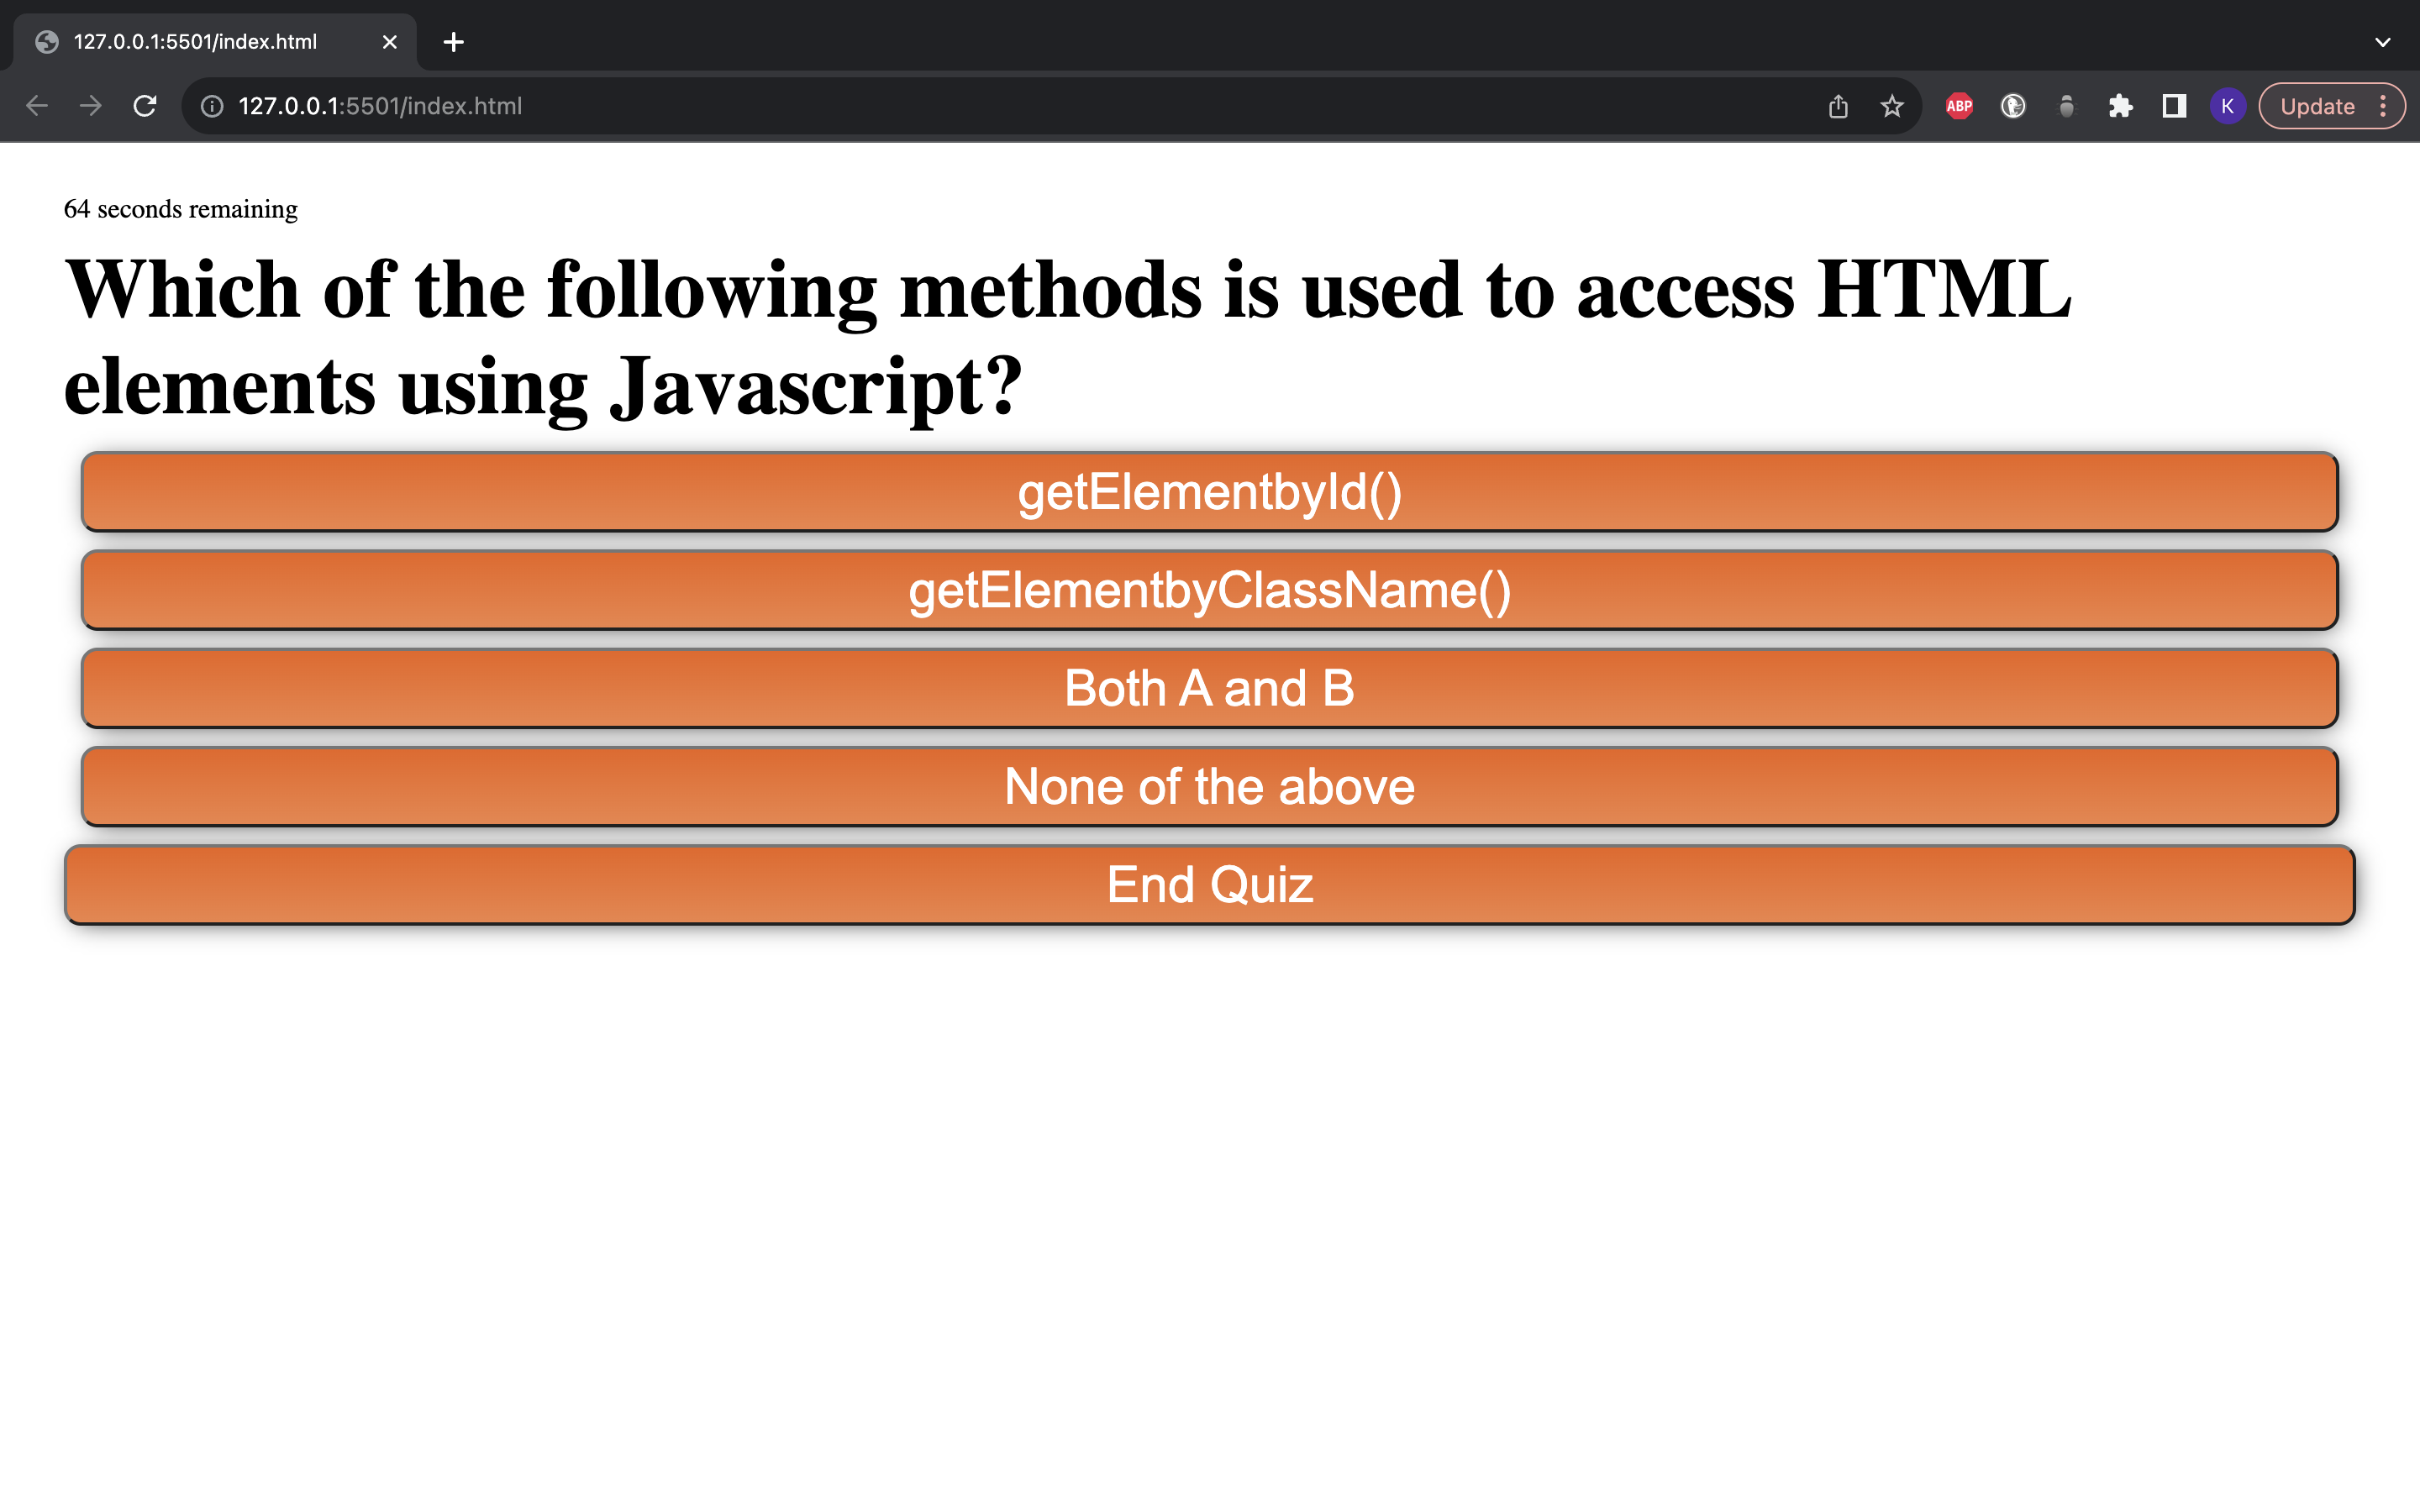 127.0.0.1:5501/index.html
127.0.0.1:5501/index.html
ABP
K
Update
64 seconds remaining
Which of the following methods is used to access HTML
elements using Javascript?
getElementbyId()
getElementbyClassName()
Both A and B
None of the above
End Quiz